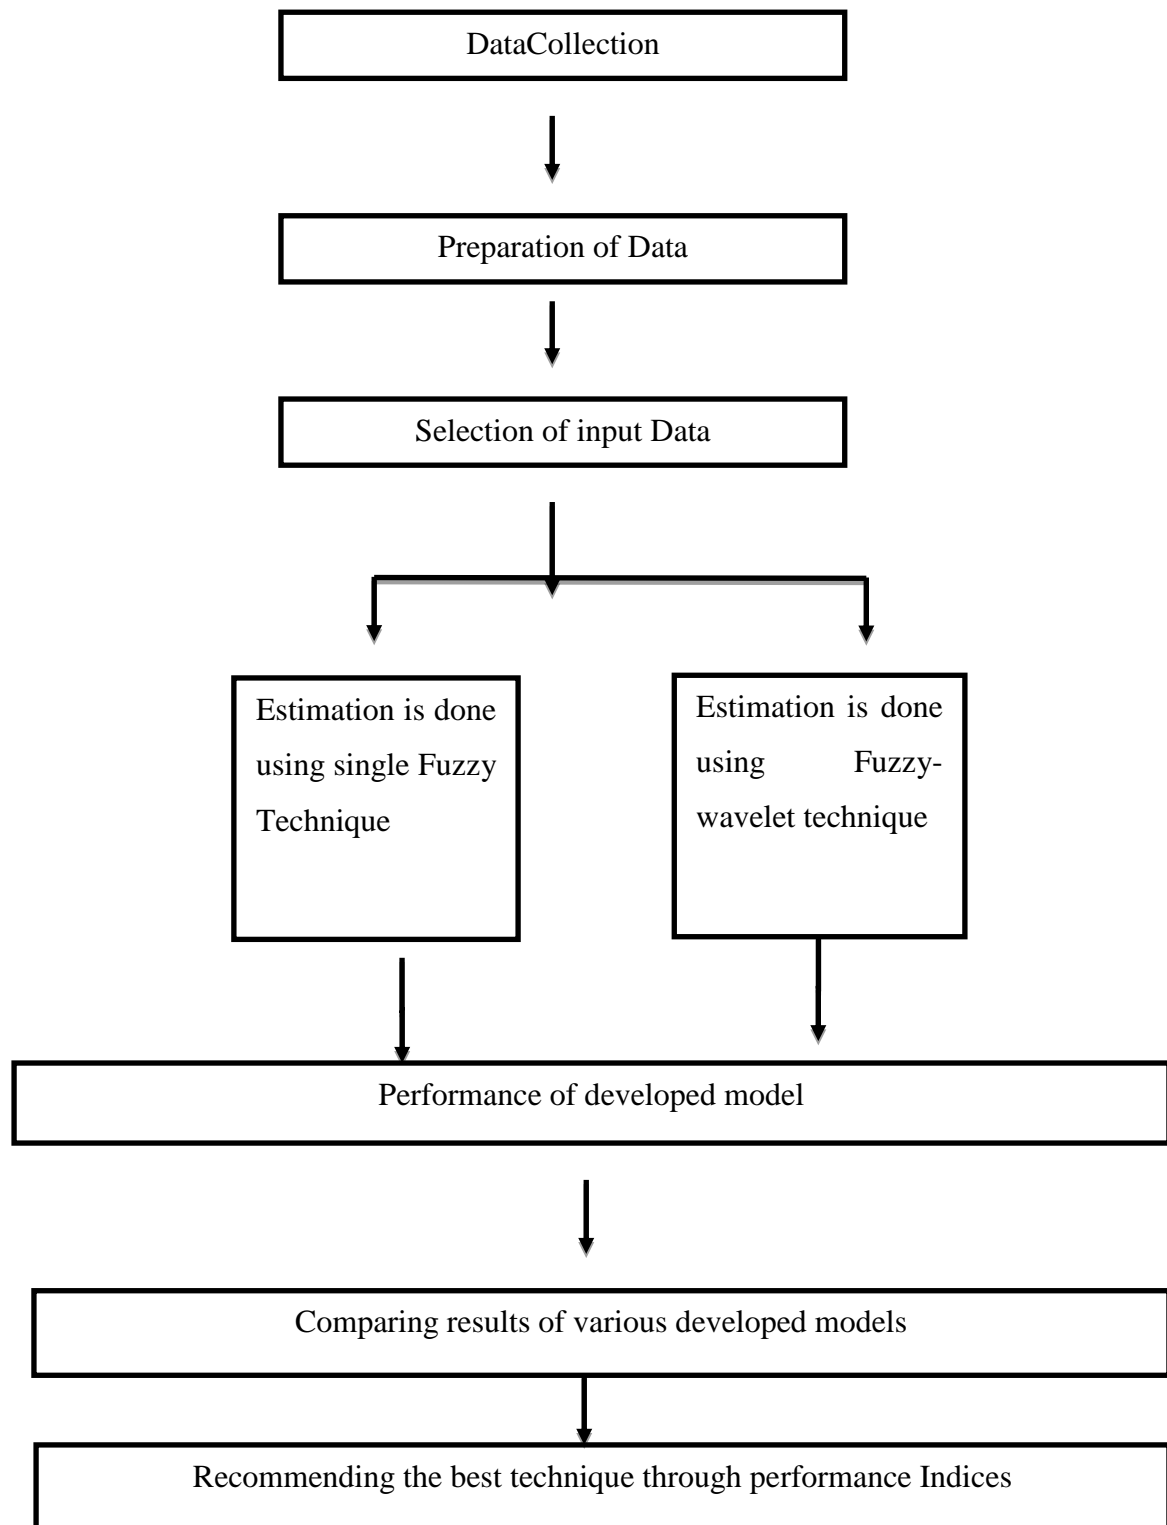 DataCollection
Preparation of Data
Selection of input Data
Estimation is done
using single Fuzzy
Technique
Estimation is done
using Fuzzy-
wavelet technique
Performance of developed model
Comparing results of various developed models
Recommending the best technique through performance Indices